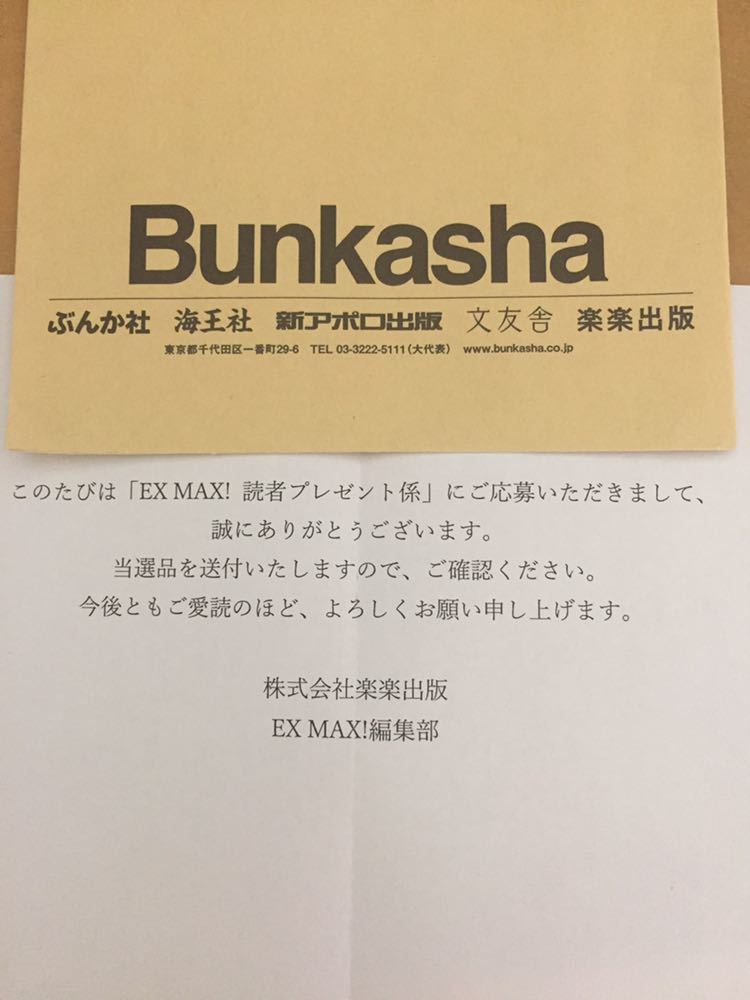 Bunkasha
ぶんか社 海王社 新アポロ出版 文友舎 楽楽出版
東京都千代田区一番町29-6 TEL 03-3222-5111(大代表) www.bunkasha.co.jp
このたびは「EX MAX! 読者プレゼント係」にご応募いただきまして、
誠にありがとうございます。
当選品を送付いたしますので、ご確認ください。
今後ともご愛読のほど、よろしくお願い申し上げます。
株式会社楽楽出版
EX MAX!編集部